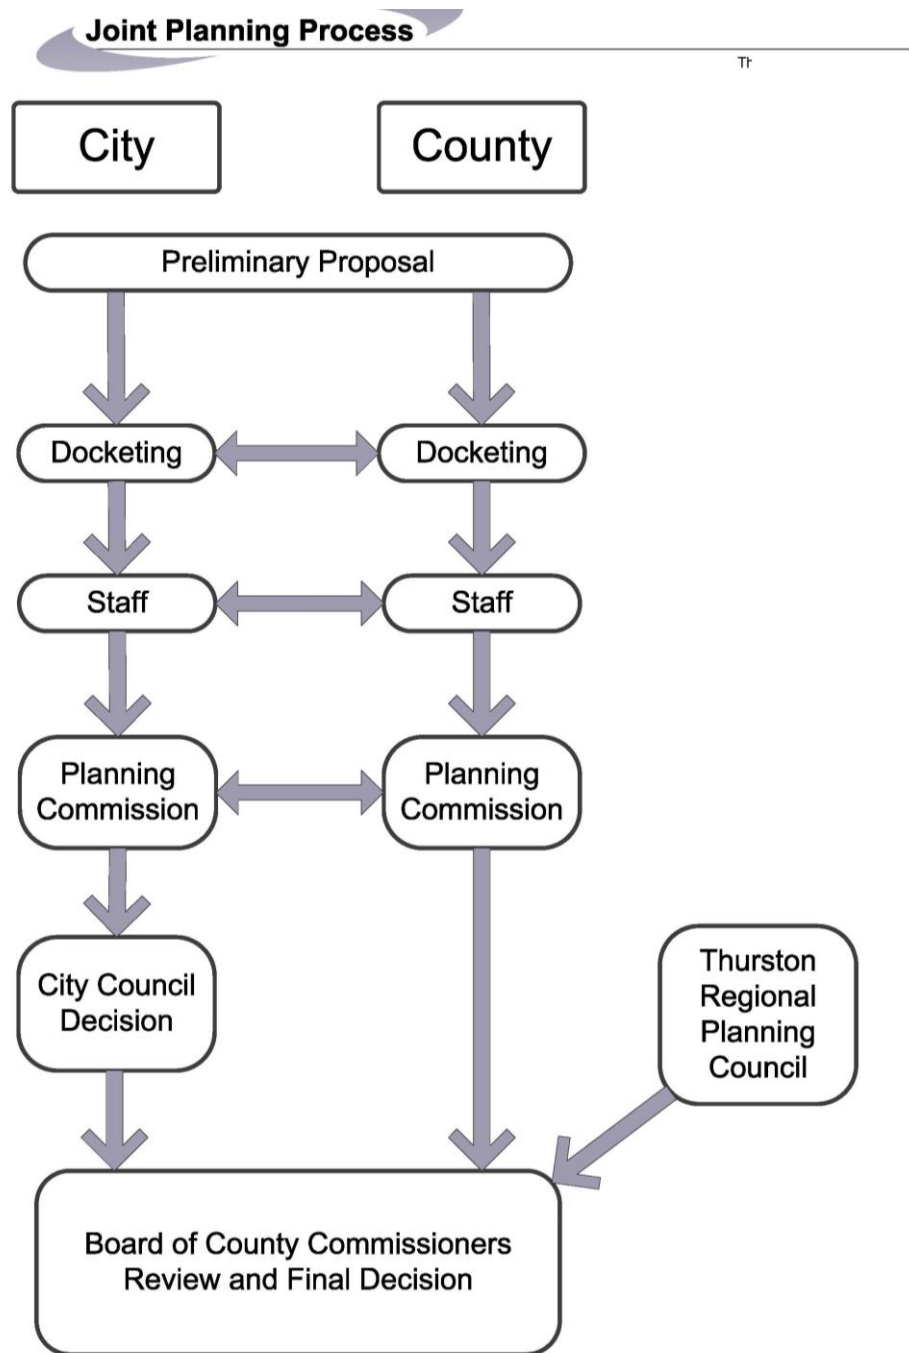 Joint Planning Process
City
County
Preliminary Proposal
Docketing
Docketing
Staff
Staff
Planning
Commission
Planning
Commission
City Council
Decision
Thurston
Regional
Planning
Council
Board of County Commissioners
Review and Final Decision